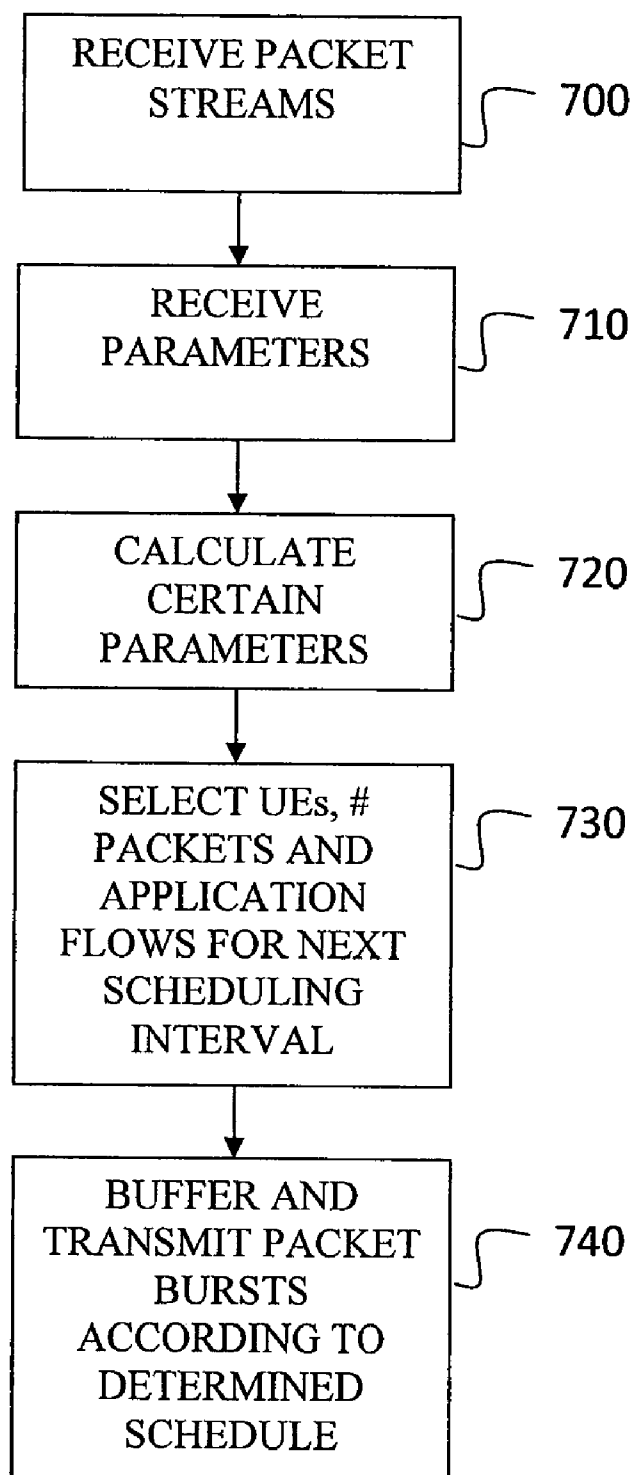 RECEIVE PACKET
STREAMS
700
RECEIVE
PARAMETERS
710
CALCULATE
CERTAIN
PARAMETERS
720
SELECT UEs, #
PACKETS AND
APPLICATION
FLOWS FOR NEXT
SCHEDULING
INTERVAL
730
BUFFER AND
TRANSMIT PACKET
BURSTS
ACCORDING TO
DETERMINED
SCHEDULE
740